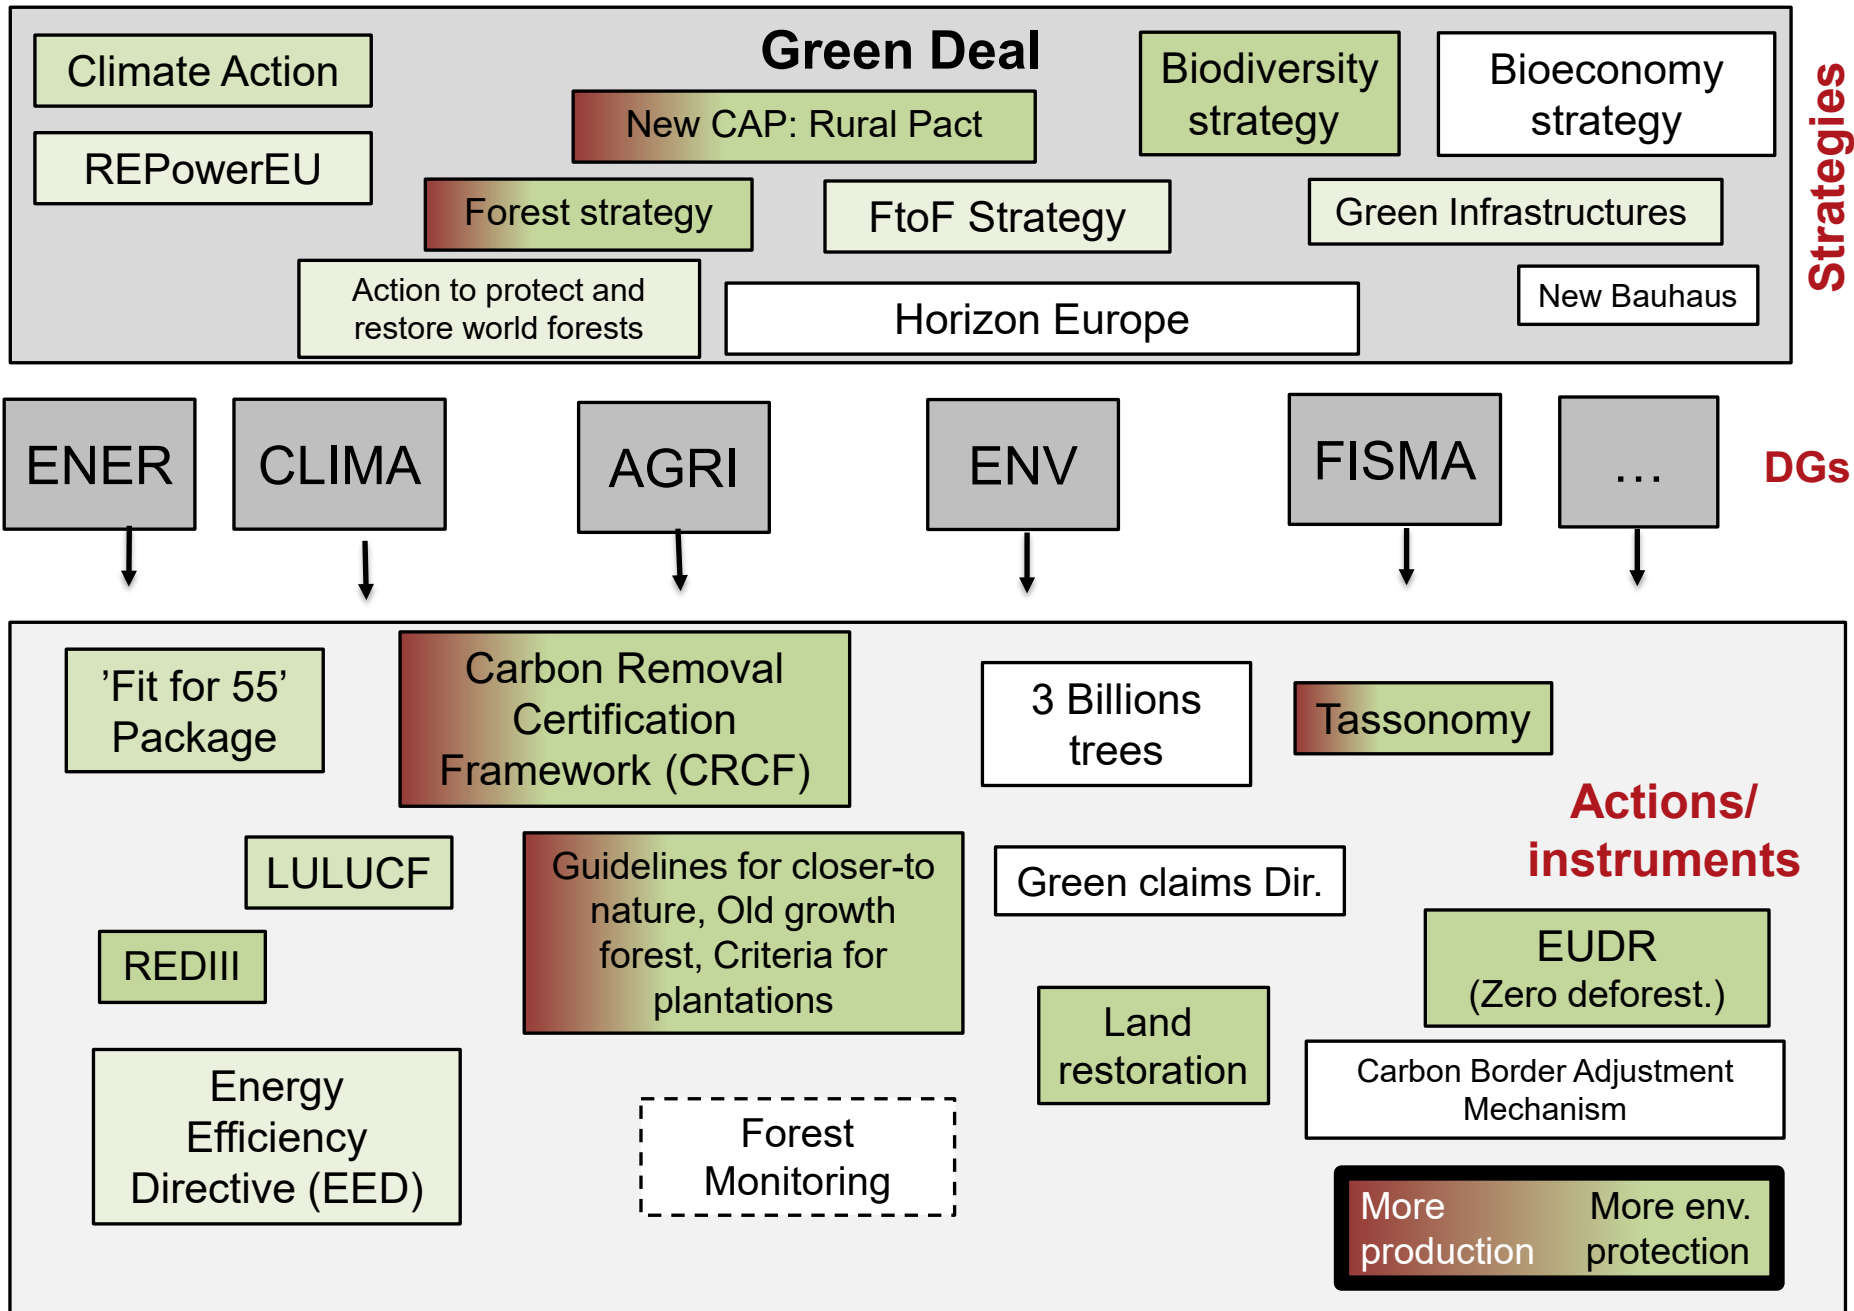 Green Deal
Climate Action
REPowerEU
New CAP: Rural Pact
Biodiversity
strategy
Bioeconomy
strategy
Forest strategy
FtoF Strategy
Green Infrastructures
Action to protect and
restore world forests
Horizon Europe
New Bauhaus
Strategies
ENER
CLIMA
AGRI
ENV
FISMA
...
DGs
’Fit for 55’
Package
Carbon Removal
Certification
Framework (CRCF)
3 Billions
trees
Tassonomy
Actions/
instruments
LULUCF
Guidelines for closer-to
nature, Old growth
forest, Criteria for
plantations
Green claims Dir.
REDIII
EUDR
(Zero deforest.)
Land
restoration
Energy
Efficiency
Directive (EED)
Forest
Monitoring
Carbon Border Adjustment
Mechanism
More
production
More env.
protection